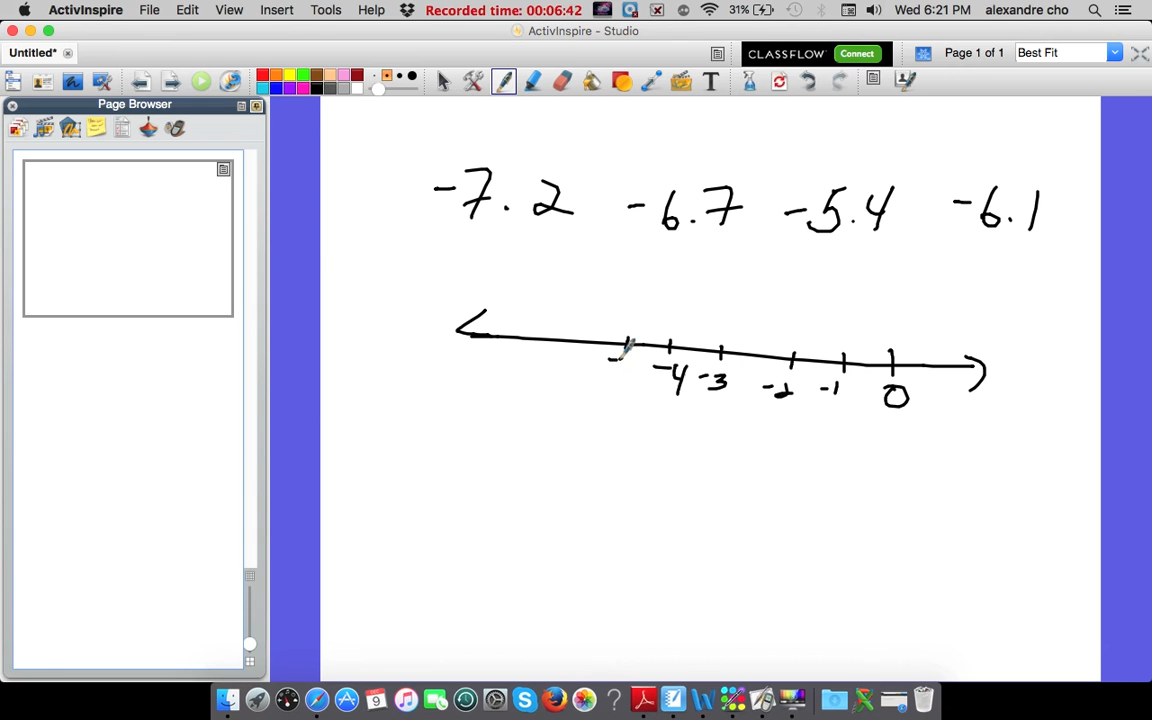 ActivInspire File Edit View Insert Tools Help Recorded time: 00:06:42 31% Wed 6:21 PM alexandre cho
ActivInspire - Studio
Untitled* CLASSFLOW Connect Page 1 of 1 Best Fit
Page Browser
-7.2 -6.7 -5.4 -6.1
-4 -3 -2 -1 0